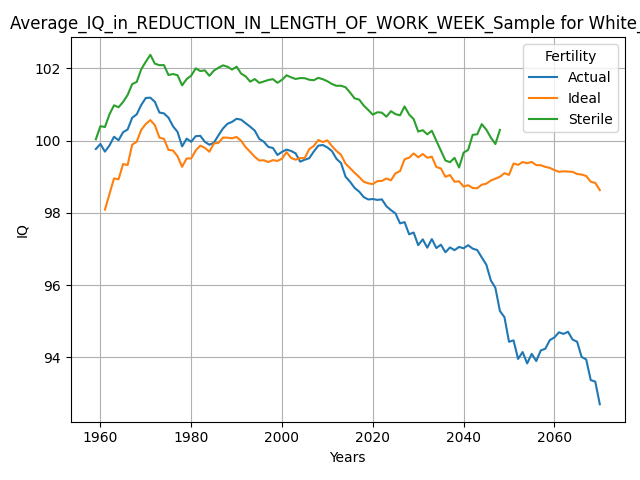 Average_IQ_in_REDUCTION_IN_LENGTH_OF_WORK_WEEK_Sample for White_
Fertility
Actual
Ideal
Sterile
102
100
98
96
94
IQ
1960
1980
2000
2020
2040
2060
Years